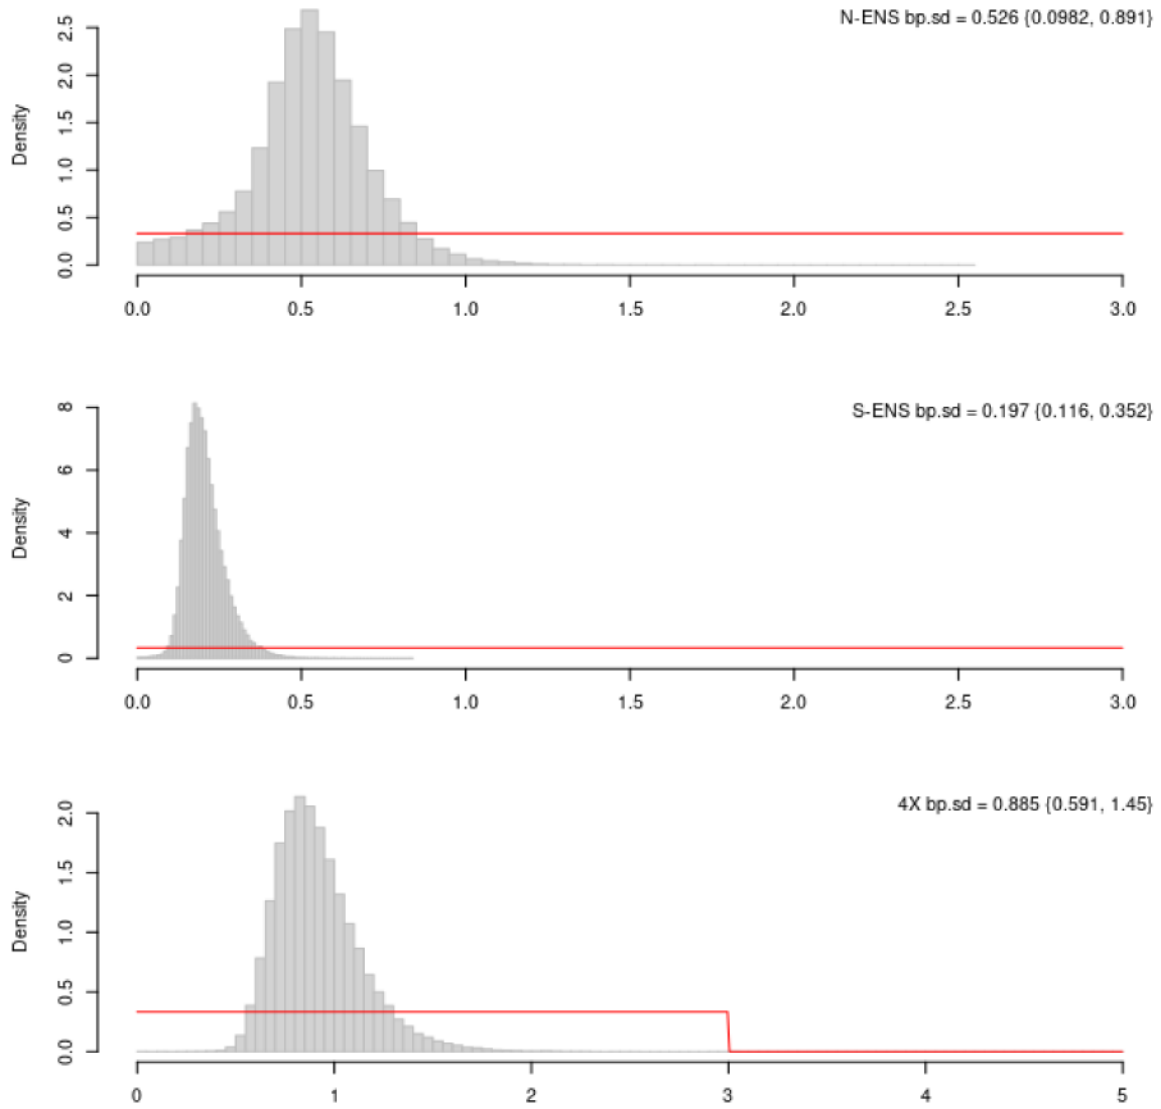 N-ENS bp.sd = 0.526 {0.0982, 0.891}
Density
0.0 0.5 1.0 1.5 2.0 2.5
0.0 0.5 1.0 1.5 2.0 2.5 3.0
S-ENS bp.sd = 0.197 {0.116, 0.352}
Density
0 2 4 6 8
0.0 0.5 1.0 1.5 2.0 2.5 3.0
4X bp.sd = 0.885 {0.591, 1.45}
Density
0.0 0.5 1.0 1.5 2.0
0 1 2 3 4 5